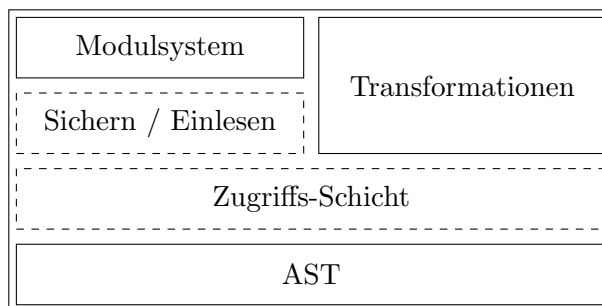 Modulsystem
Transformationen
Sichern / Einlesen
Zugriffs-Schicht
AST